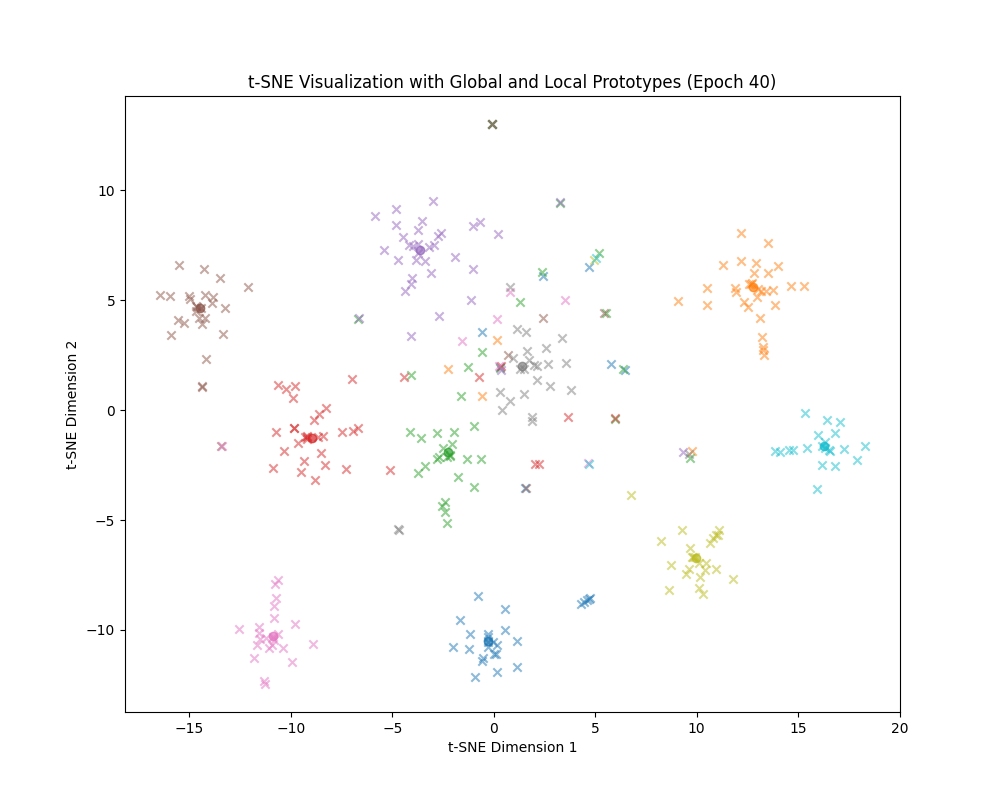 t-SNE Visualization with Global and Local Prototypes (Epoch 40)
10
5
0
−5
−10
t-SNE Dimension 2
−15 −10 −5 0 5 10 15 20
t-SNE Dimension 1